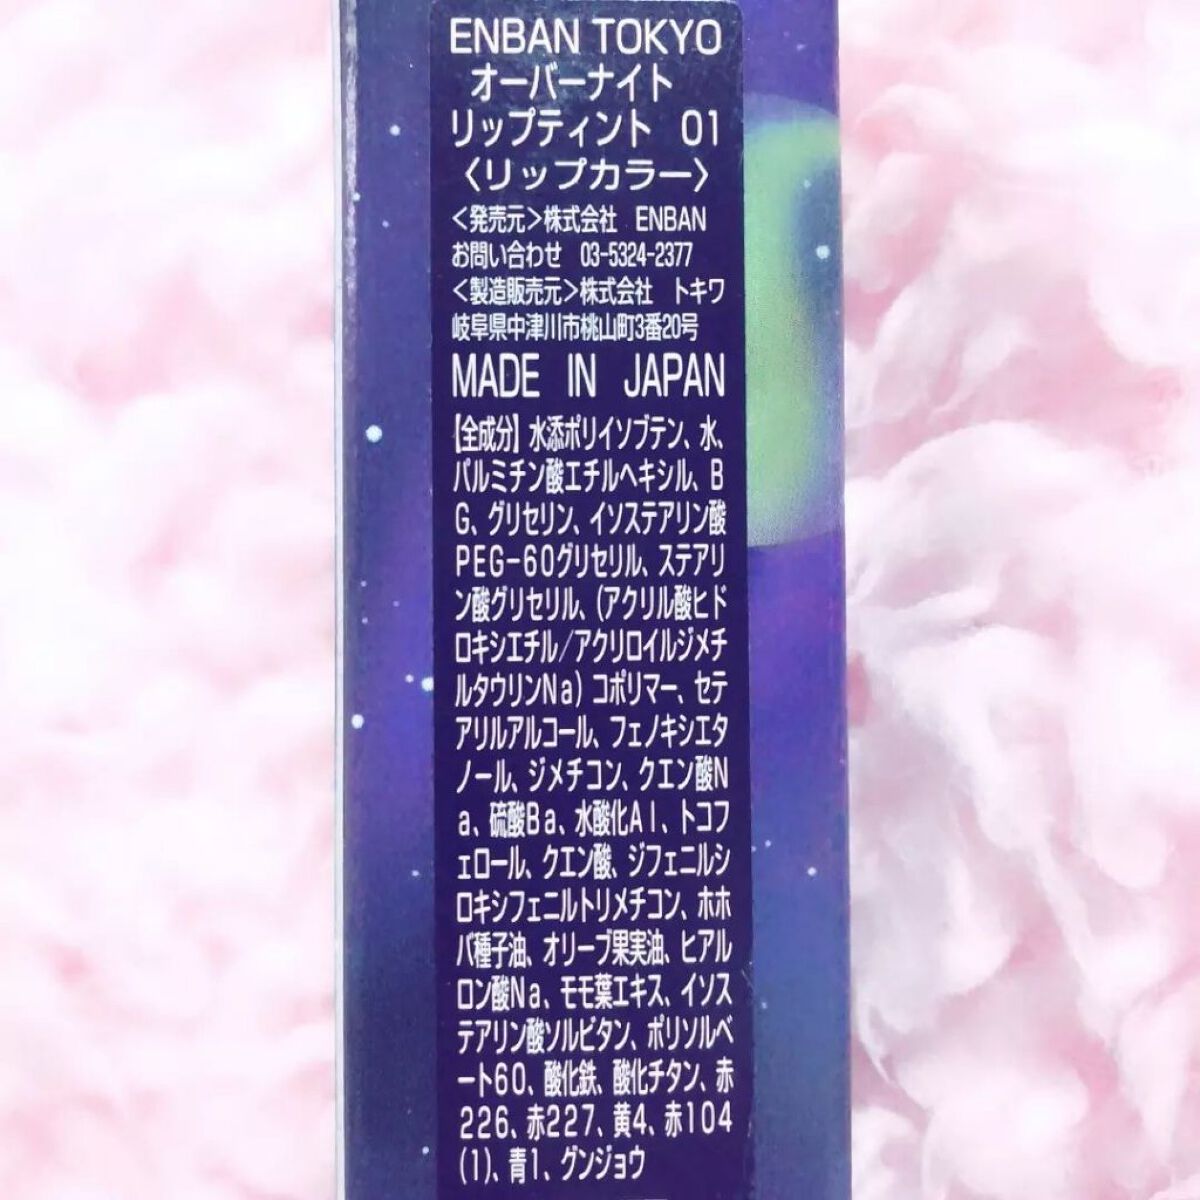 ENBAN TOKYO
オーバーナイト
リップティント 01
〈リップカラー〉
<発売元>株式会社 ENBAN
お問い合わせ 03-5324-2377
<製造販売元>株式会社 トキワ
岐阜県中津川市桃山町3番20号
MADE IN JAPAN
【全成分】水添ポリイソブテン、水、
パルミチン酸エチルヘキシル、B
G、グリセリン、イソステアリン酸
PEG-60グリセリル、ステアリ
ン酸グリセリル、(アクリル酸ヒド
ロキシエチル/アクリロイルジメチ
ルタウリンNa)コポリマー、セテ
アリルアルコール、フェノキシエタ
ノール、ジメチコン、クエン酸N
a、硫酸Ba、水酸化Al、トコフ
ェロール、クエン酸、ジフェニルシ
ロキシフェニルトリメチコン、ホホ
バ種子油、オリーブ果実油、ヒアル
ロン酸Na、モモ葉エキス、イソス
テアリン酸ソルビタン、ポリソルベ
ート60、酸化鉄、酸化チタン、赤
226、赤227、黄4、赤104
(1)、青1、グンジョウ